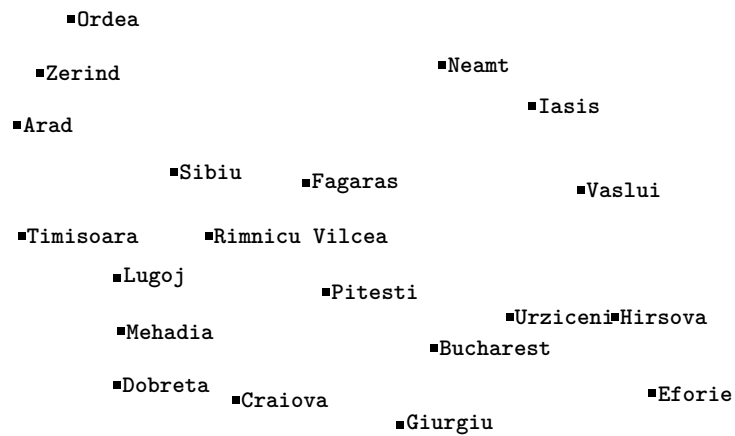 Ordea
Neamt
Zerind
Iasis
Arad
Sibiu
Fagaras
Vaslui
Timisoara
Rimnicu Vilcea
Lugoj
Pitesti
Urziceni
Hirsova
Mehadia
Bucharest
Dobreta
Eforie
Craiova
Giurgiu